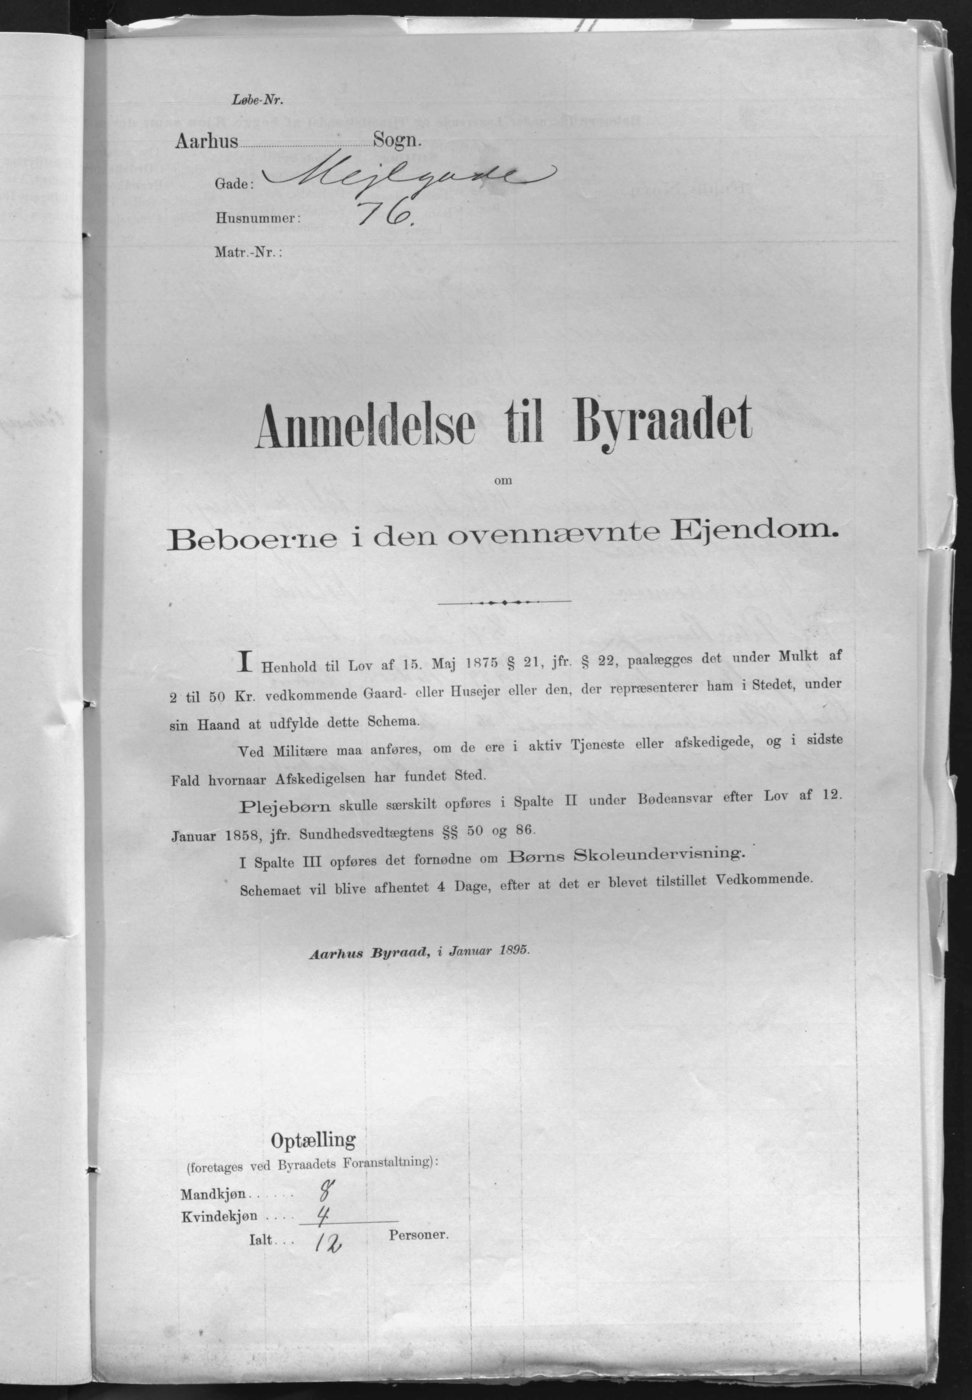 Løbe-Nr.
Aarhus Sogn.
Gade: Mejlgade
Husnummer: 76.
Matr.-Nr.:
Anmeldelse til Byraadet
om
Beboerne i den ovennævnte Ejendom.
I Henhold til Lov af 15. Maj 1875 § 21, jfr. § 22, paalægges det under Mulkt af
2 til 50 Kr. vedkommende Gaard- eller Husejer eller den, der repræsenterer ham i Stedet, under
sin Haand at udfylde dette Schema.
Ved Militære maa anføres, om de ere i aktiv Tjeneste eller afskedigede, og i sidste
Fald hvornaar Afskedigelsen har fundet Sted.
Plejebørn skulle særskilt opføres i Spalte II under Bødeansvar efter Lov af 12.
Januar 1858, jfr. Sundhedsvedtægtens §§ 50 og 86.
I Spalte III opføres det fornødne om Børns Skoleundervisning.
Schemaet vil blive afhentet 4 Dage, efter at det er blevet tilstillet Vedkommende.
Aarhus Byraad, i Januar 1895.
Optælling
(foretages ved Byraadets Foranstaltning):
Mandkjøn...... 8
Kvindekjøn.... 4
Ialt... 12 Personer.